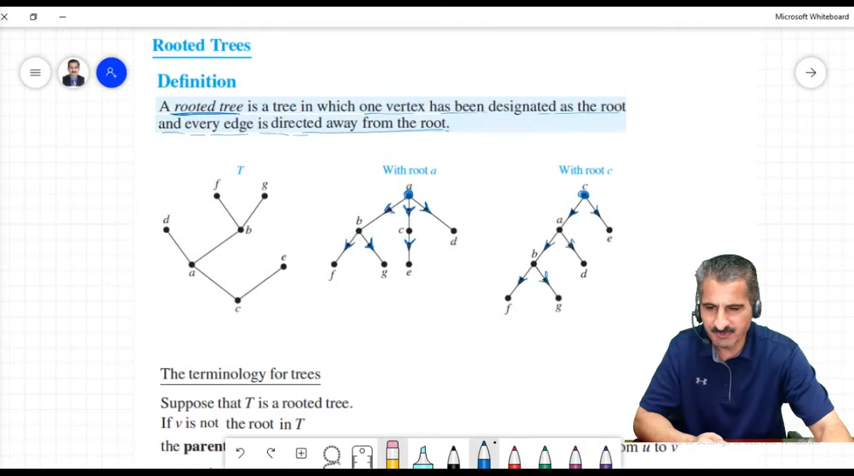 Microsoft Whiteboard
Rooted Trees
Definition
A rooted tree is a tree in which one vertex has been designated as the root
and every edge is directed away from the root.
T
With root a
With root c
f g
d b
e
a
c
a
b c
d
f g e
c
a
e
b
d
f g
The terminology for trees
Suppose that T is a rooted tree.
If v is not the root in T
the parent
u to v